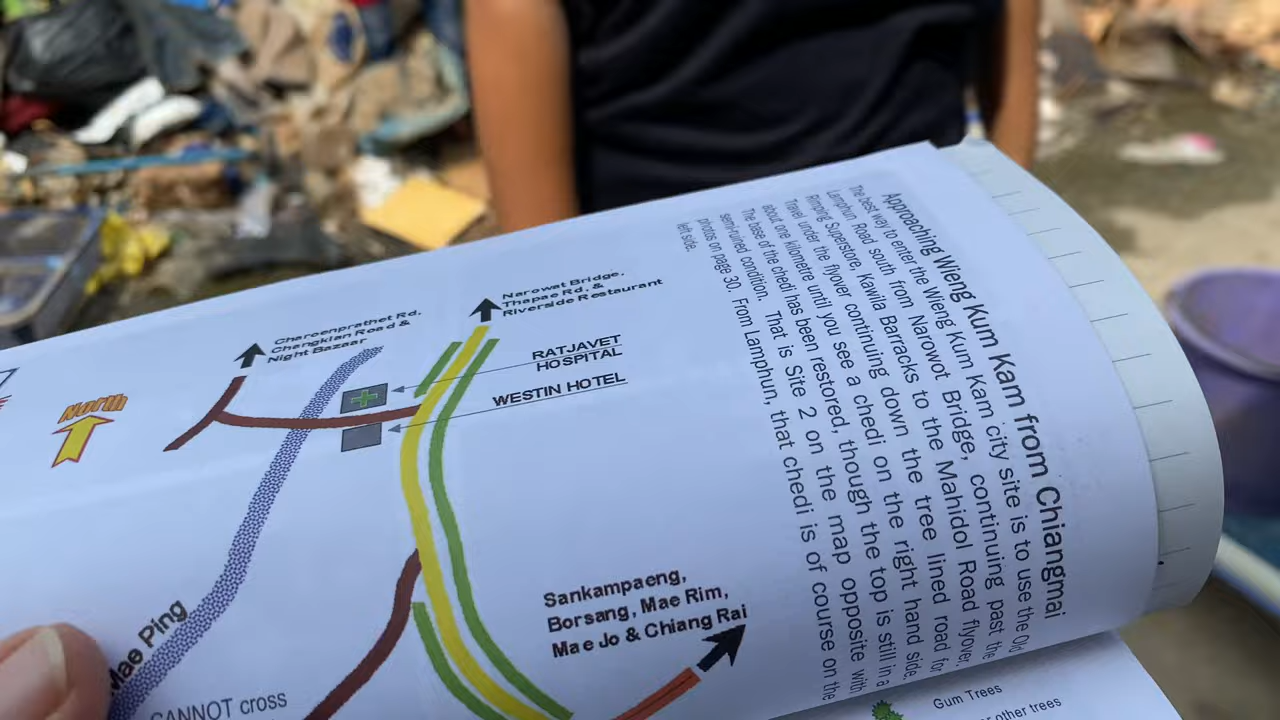 Approaching Wieng Kum Kam from Chiangmai
The best way to enter the Wieng Kum Kam city site is to use the Old
Lamphun Road south from Narowot Bridge, continuing past the
Rimping Superstore, Kawila Barracks to the Mahidol Road flyover.
Travel under the flyover continuing down the tree lined road for
about one kilometre until you see a chedi on the right hand side.
The base of the chedi has been restored, though the top is still in a
semi-ruined condition. That is Site 2 on the map opposite with
photos on page 30. From Lamphun, that chedi is of course on the
left side.
Narowat Bridge,
Thapae Rd, &
Riverside Restaurant
Charoenprathet Rd,
Changklan Road &
Night Bazaar
RATJAVET
HOSPITAL
WESTIN HOTEL
North
Sankampaeng,
Borsang, Mae Rim,
Mae Jo & Chiang Rai
Mae Ping
CANNOT cross
Gum Trees
other trees